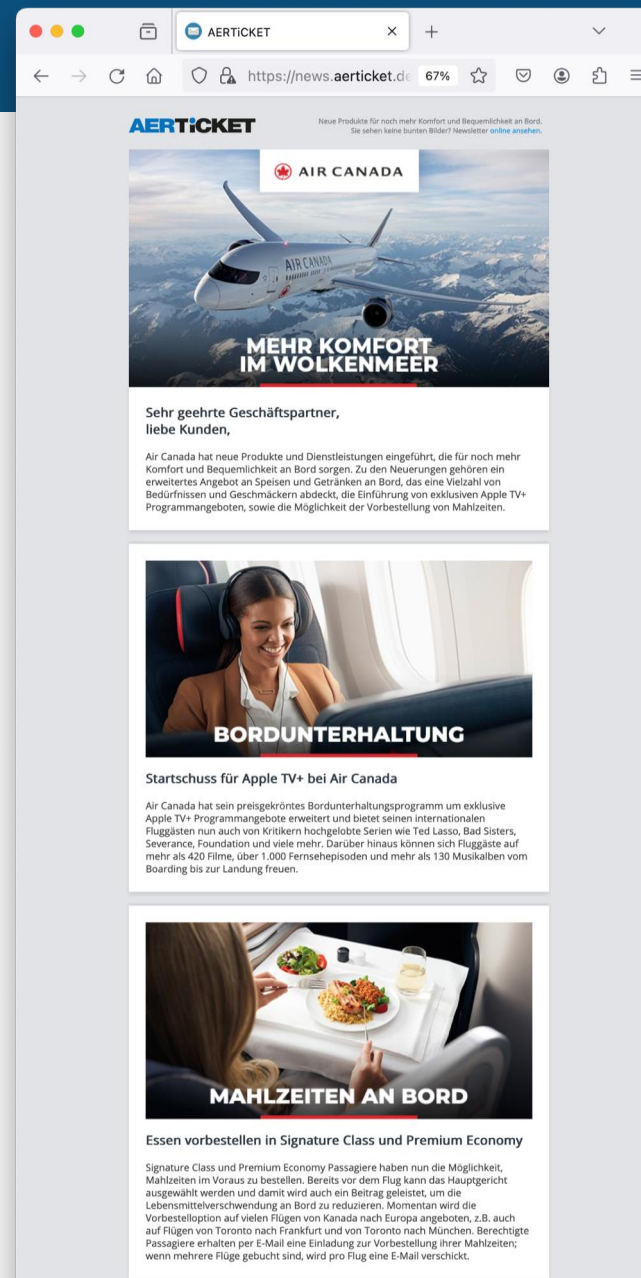 AERTiCKET
https://news.aerticket.de
67%
AERTiCKET
Neue Produkte für noch mehr Komfort und Bequemlichkeit an Bord.
Sie sehen keine bunten Bilder? Newsletter online ansehen.
AIR CANADA
AIR CANADA
MEHR KOMFORT
IM WOLKENMEER
Sehr geehrte Geschäftspartner,
liebe Kunden,
Air Canada hat neue Produkte und Dienstleistungen eingeführt, die für noch mehr
Komfort und Bequemlichkeit an Bord sorgen. Zu den Neuerungen gehören ein
erweitertes Angebot an Speisen und Getränken an Bord, das eine Vielzahl von
Bedürfnissen und Geschmäckern abdeckt, die Einführung von exklusiven Apple TV+
Programmangeboten, sowie die Möglichkeit der Vorbestellung von Mahlzeiten.
BORDUNTERHALTUNG
Startschuss für Apple TV+ bei Air Canada
Air Canada hat sein preisgekröntes Bordunterhaltungsprogramm um exklusive
Apple TV+ Programmangebote erweitert und bietet seinen internationalen
Fluggästen nun auch von Kritikern hochgelobte Serien wie Ted Lasso, Bad Sisters,
Severance, Foundation und viele mehr. Darüber hinaus können sich Fluggäste auf
mehr als 420 Filme, über 1.000 Fernsehepisoden und mehr als 130 Musikalben vom
Boarding bis zur Landung freuen.
MAHLZEITEN AN BORD
Essen vorbestellen in Signature Class und Premium Economy
Signature Class und Premium Economy Passagiere haben nun die Möglichkeit,
Mahlzeiten im Voraus zu bestellen. Bereits vor dem Flug kann das Hauptgericht
ausgewählt werden und damit wird auch ein Beitrag geleistet, um die
Lebensmittelverschwendung an Bord zu reduzieren. Momentan wird die
Vorbestelloption auf vielen Flügen von Kanada nach Europa angeboten, z.B. auch
auf Flügen von Toronto nach Frankfurt und von Toronto nach München. Berechtigte
Passagiere erhalten per E-Mail eine Einladung zur Vorbestellung ihrer Mahlzeiten;
wenn mehrere Flüge gebucht sind, wird pro Flug eine E-Mail verschickt.